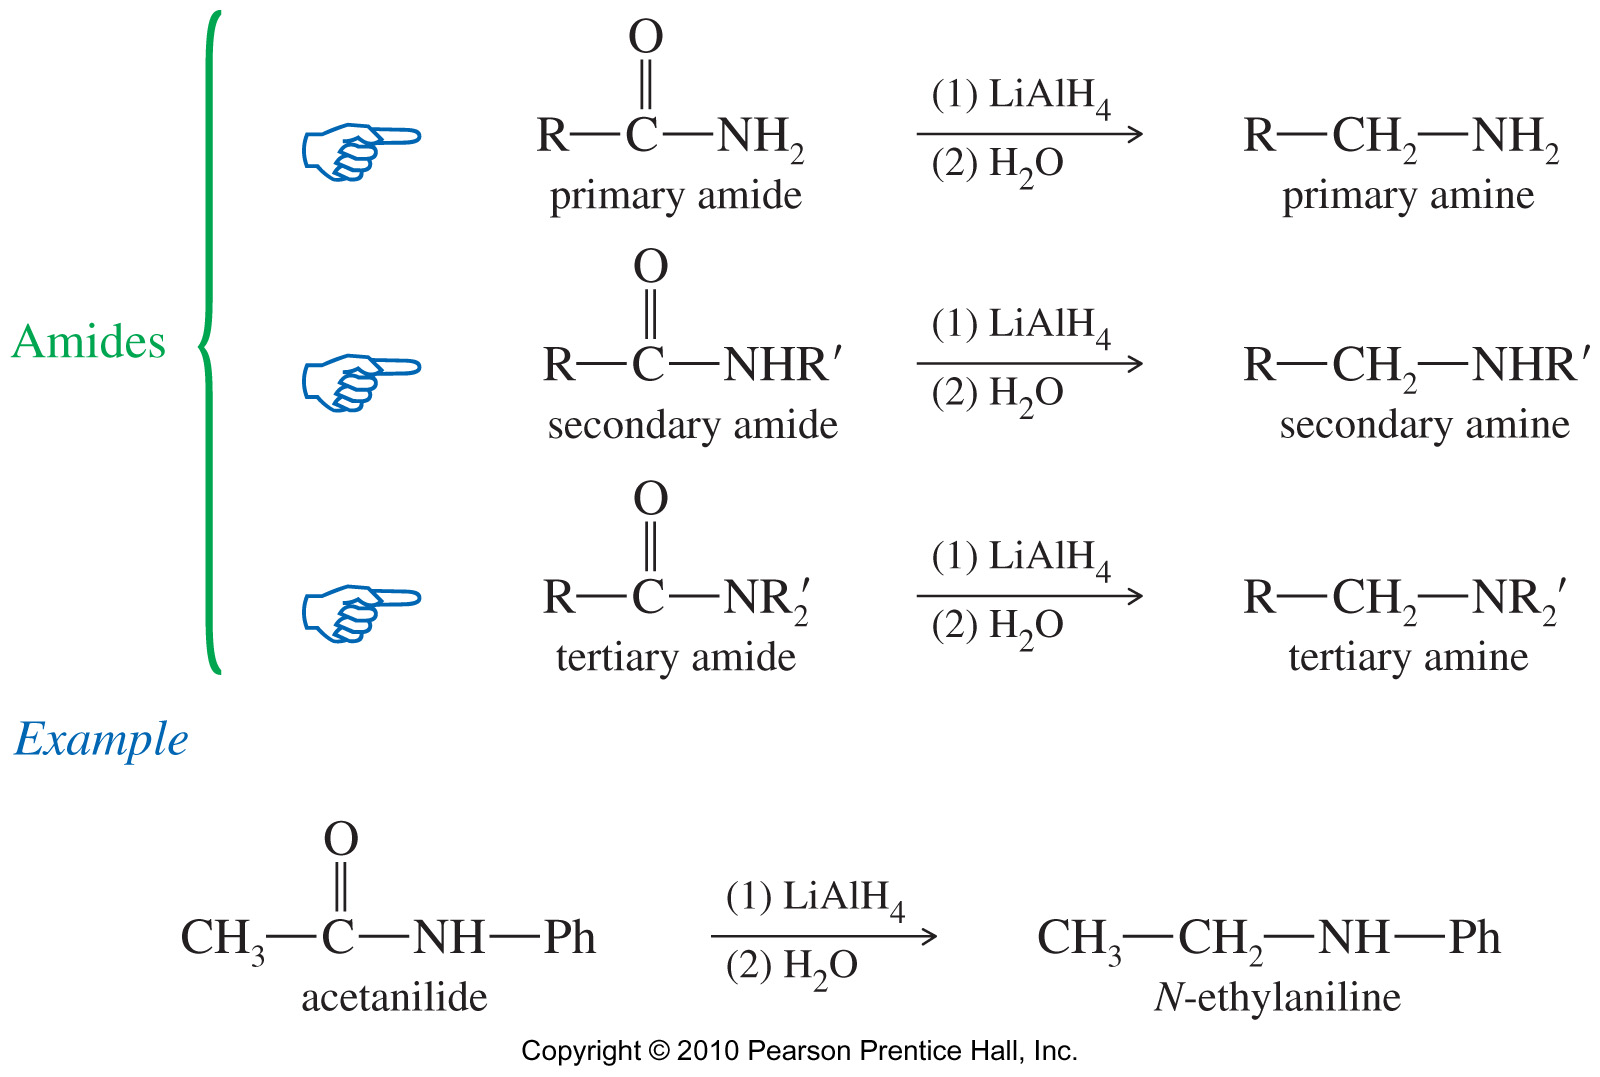 O
(1) LiAlH₄
R—C—NH₂ R—CH₂—NH₂
(2) H₂O
primary amide primary amine
O
(1) LiAlH₄
Amides
R—C—NHR′ R—CH₂—NHR′
(2) H₂O
secondary amide secondary amine
O
(1) LiAlH₄
R—C—NR₂′ R—CH₂—NR₂′
(2) H₂O
tertiary amide tertiary amine
Example
O
(1) LiAlH₄
CH₃—C—NH—Ph CH₃—CH₂—NH—Ph
(2) H₂O
acetanilide N-ethylaniline
Copyright © 2010 Pearson Prentice Hall, Inc.